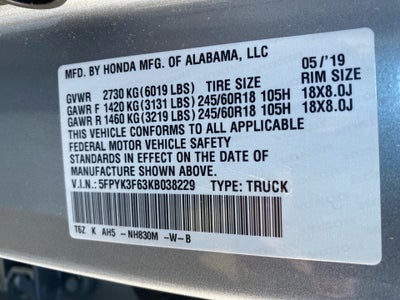 MFD. BY HONDA MFG. OF ALABAMA, LLC 05/'19
GVWR 2730 KG(6019 LBS) TIRE SIZE RIM SIZE
GAWR F 1420 KG(3131 LBS) 245/60R18 105H 18X8.0J
GAWR R 1460 KG(3219 LBS) 245/60R18 105H 18X8.0J
THIS VEHICLE CONFORMS TO ALL APPLICABLE
FEDERAL MOTOR VEHICLE SAFETY
STANDARDS IN EFFECT ON THE DATE OF
MANUFACTURE SHOWN ABOVE.
V.I.N.: 5FPYK3F63KB038229 TYPE: TRUCK
T6Z K AH5 -NH830M -W-B